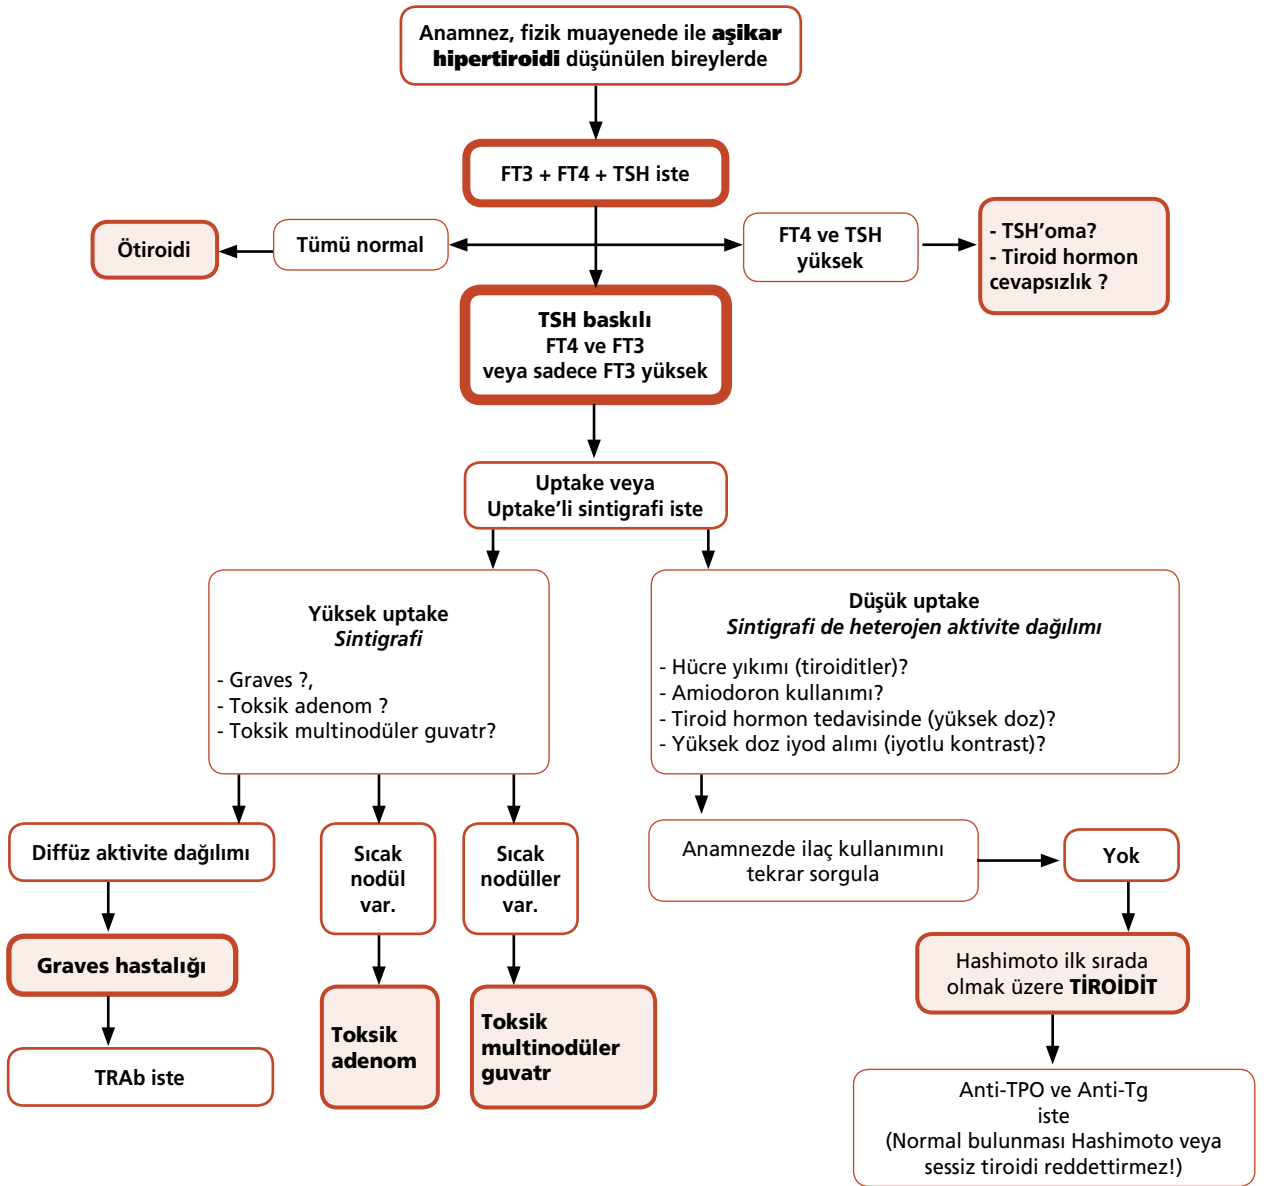 Anamnez, fizik muayenede ile aşikar
hipertiroidi düşünülen bireylerde
FT3 + FT4 + TSH iste
Ötiroidi
Tümü normal
FT4 ve TSH
yüksek
- TSH’oma?
- Tiroid hormon
cevapsızlık ?
TSH baskılı
FT4 ve FT3
veya sadece FT3 yüksek
Uptake veya
Uptake’li sintigrafi iste
Yüksek uptake
Sintigrafi
- Graves ?,
- Toksik adenom ?
- Toksik multinodüler guvatr?
Düşük uptake
Sintigrafi de heterojen aktivite dağılımı
- Hücre yıkımı (tiroiditler)?
- Amiodoron kullanımı?
- Tiroid hormon tedavisinde (yüksek doz)?
- Yüksek doz iyod alımı (iyotlu kontrast)?
Diffüz aktivite dağılımı
Sıcak
nodül
var.
Sıcak
nodüller
var.
Anamnezde ilaç kullanımını
tekrar sorgula
Yok
Graves hastalığı
Toksik
adenom
Toksik
multinodüler
guvatr
Hashimoto ilk sırada
olmak üzere TİROİDİT
TRAb iste
Anti-TPO ve Anti-Tg
iste
(Normal bulunması Hashimoto veya
sessiz tiroidi reddettirmez!)